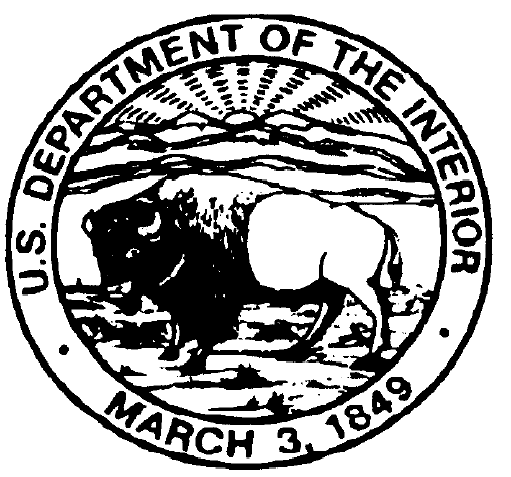 U.S. DEPARTMENT OF THE INTERIOR
MARCH 3, 1849